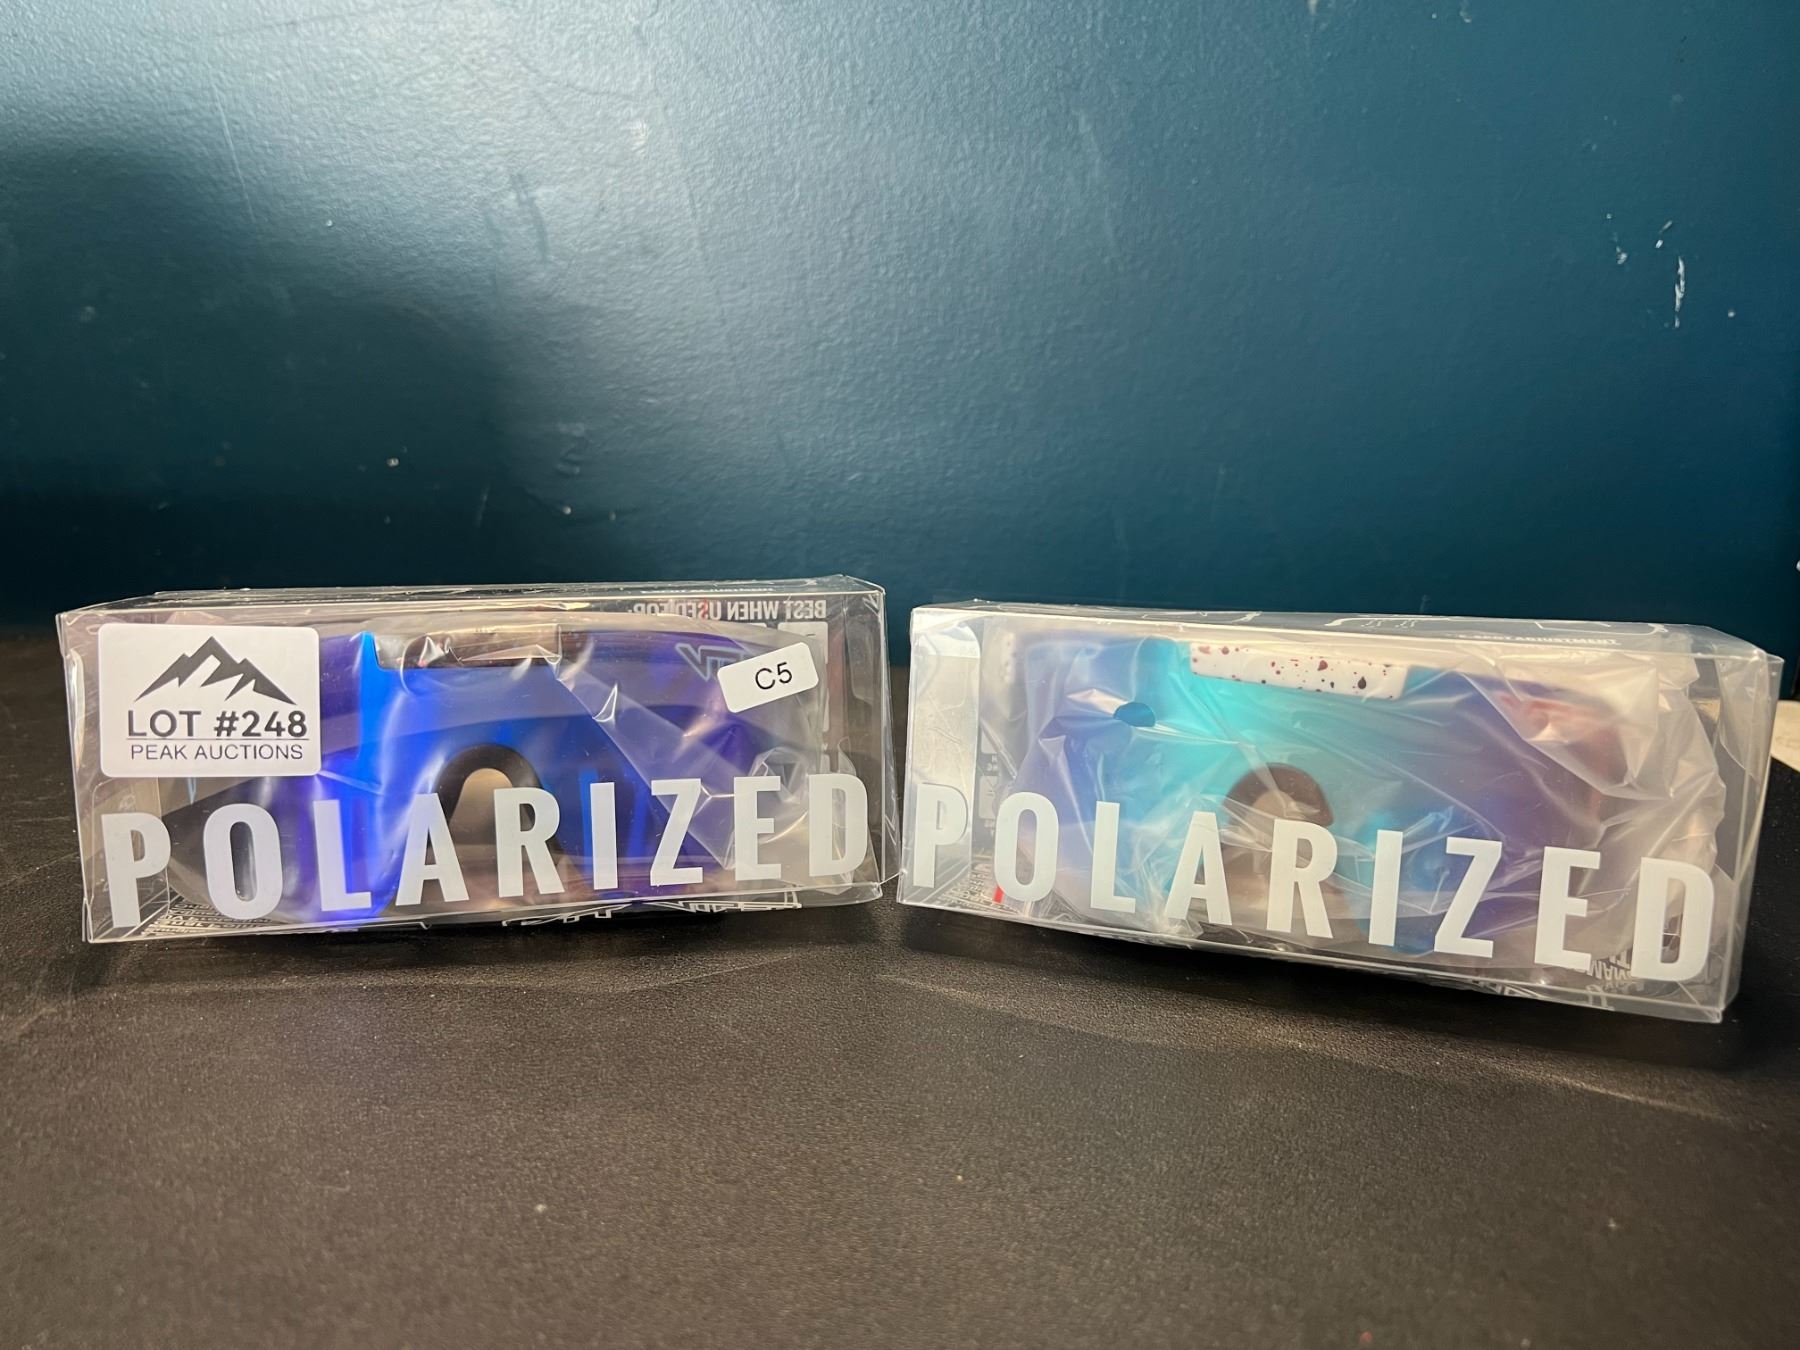 BEST WHEN USED FOR:
C5
LOT #248
PEAK AUCTIONS
POLARIZED
POLARIZED